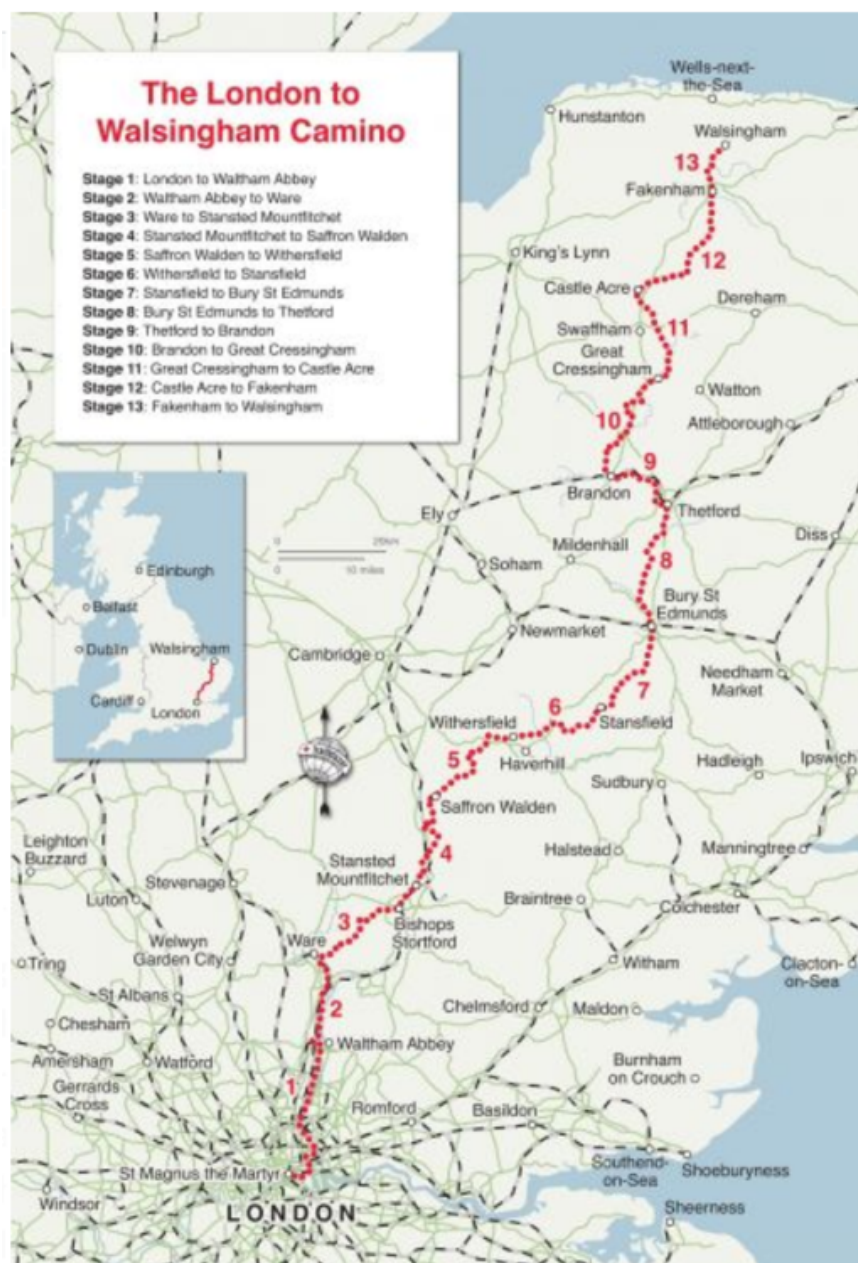 The London to
Walsingham Camino
Stage 1: London to Waltham Abbey
Stage 2: Waltham Abbey to Ware
Stage 3: Ware to Stansted Mountfitchet
Stage 4: Stansted Mountfitchet to Saffron Walden
Stage 5: Saffron Walden to Withersfield
Stage 6: Withersfield to Stansfield
Stage 7: Stansfield to Bury St Edmunds
Stage 8: Bury St Edmunds to Thetford
Stage 9: Thetford to Brandon
Stage 10: Brandon to Great Cressingham
Stage 11: Great Cressingham to Castle Acre
Stage 12: Castle Acre to Fakenham
Stage 13: Fakenham to Walsingham
Wells-next-
the-Sea
Hunstanton
Walsingham
13
Fakenham
King's Lynn
12
Castle Acre
Dereham
11
Swaffham
Great
Cressingham
Watton
10
Attleborough
9
Brandon
Thetford
Ely
Diss
Mildenhall
8
Soham
0 20km
0 10 miles
Bury St
Edmunds
Newmarket
Cambridge
Needham
Market
7
6
Stansfield
Withersfield
Haverhill
5
Hadleigh
Ipswich
Sudbury
Saffron Walden
4
Edinburgh
Belfast
Dublin
Walsingham
Cardiff
London
Leighton
Buzzard
Stansted
Mountfitchet
Halstead
Manningtree
Stevenage
Luton
Braintree
Colchester
3
Bishops
Stortford
Ware
Welwyn
Garden City
Tring
Witham
Clacton-
on-Sea
St Albans
2
Chelmsford
Maldon
Chesham
Waltham Abbey
Amersham
Watford
Burnham
on Crouch
Gerrards
Cross
1
Romford
Basildon
St Magnus the Martyr
Southend-
on-Sea
Shoeburyness
Windsor
LONDON
Sheerness